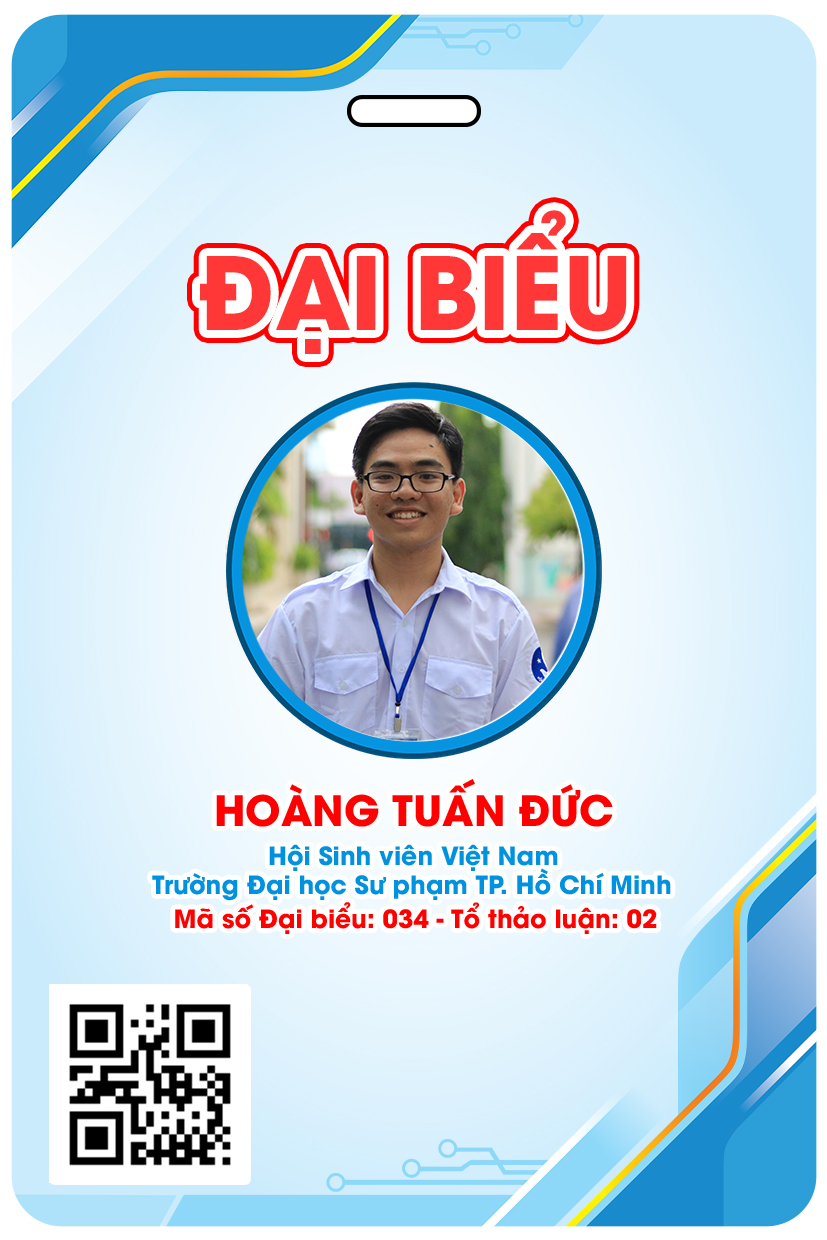 ĐẠI BIỂU
HOÀNG TUẤN ĐỨC
Hội Sinh viên Việt Nam
Trường Đại học Sư phạm TP. Hồ Chí Minh
Mã số Đại biểu: 034 - Tổ thảo luận: 02